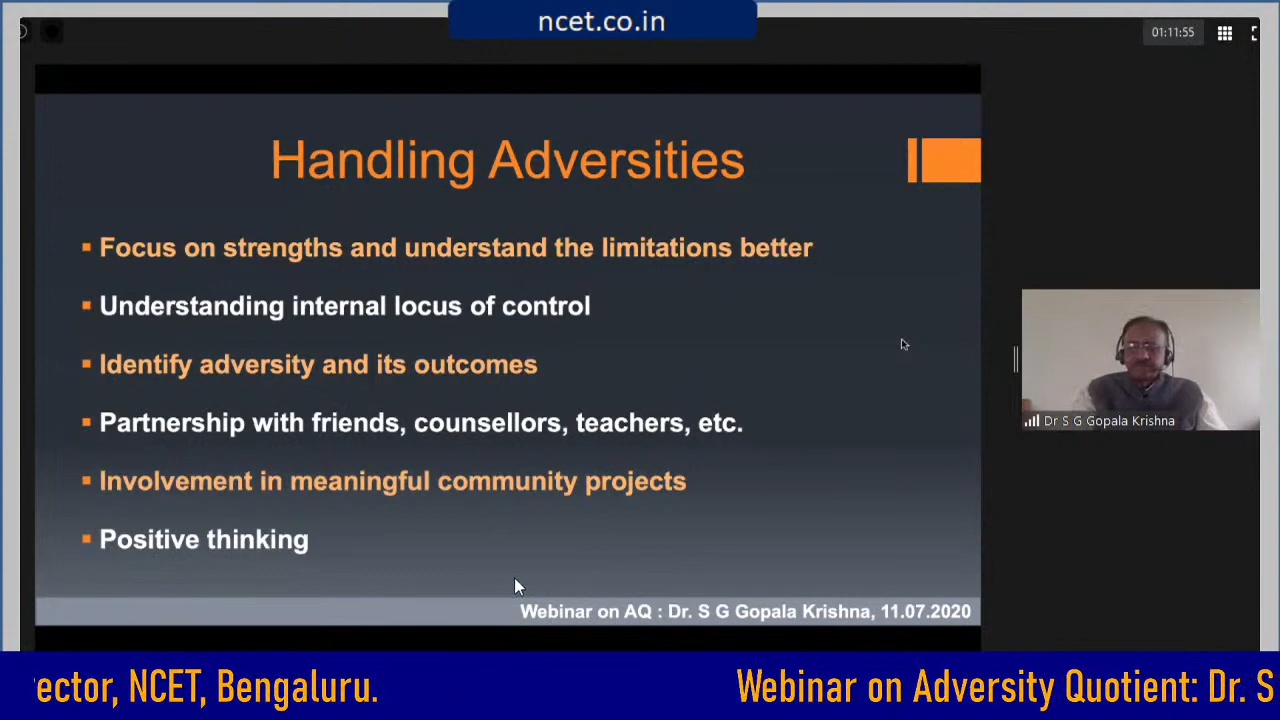 ncet.co.in
01:11:55
Handling Adversities
Focus on strengths and understand the limitations better
Understanding internal locus of control
Identify adversity and its outcomes
Partnership with friends, counsellors, teachers, etc.
Involvement in meaningful community projects
Positive thinking
Dr S G Gopala Krishna
Webinar on AQ : Dr. S G Gopala Krishna, 11.07.2020
rector, NCET, Bengaluru. Webinar on Adversity Quotient: Dr. S